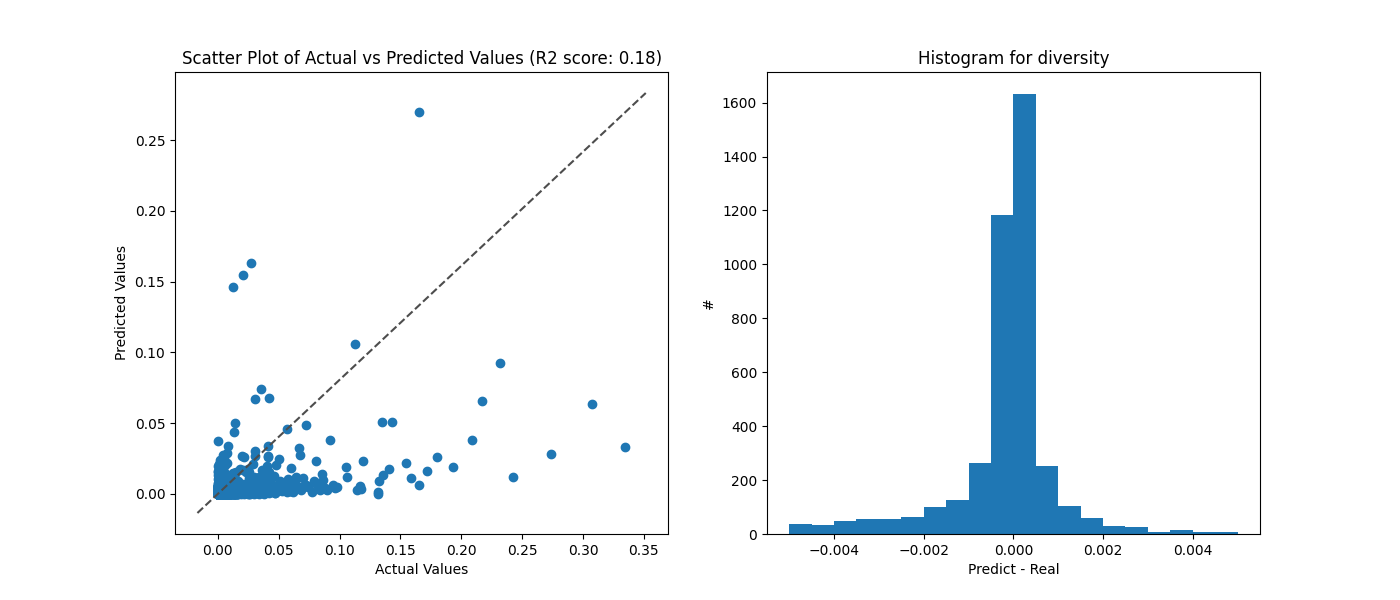 Scatter Plot of Actual vs Predicted Values (R2 score: 0.18)
Predicted Values
0.25
0.20
0.15
0.10
0.05
0.00
0.00 0.05 0.10 0.15 0.20 0.25 0.30 0.35
Actual Values
Histogram for diversity
#
1600
1400
1200
1000
800
600
400
200
0
−0.004 −0.002 0.000 0.002 0.004
Predict - Real